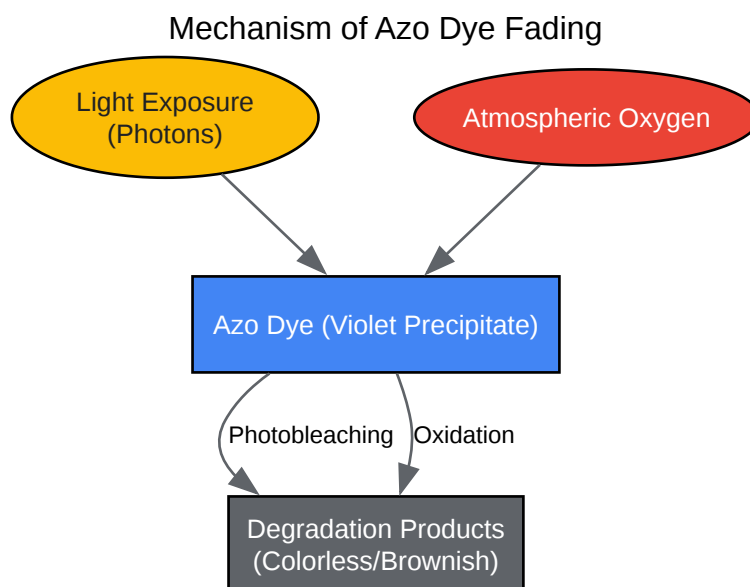 Mechanism of Azo Dye Fading
Light Exposure
(Photons)
Atmospheric Oxygen
Azo Dye (Violet Precipitate)
Photobleaching
Oxidation
Degradation Products
(Colorless/Brownish)